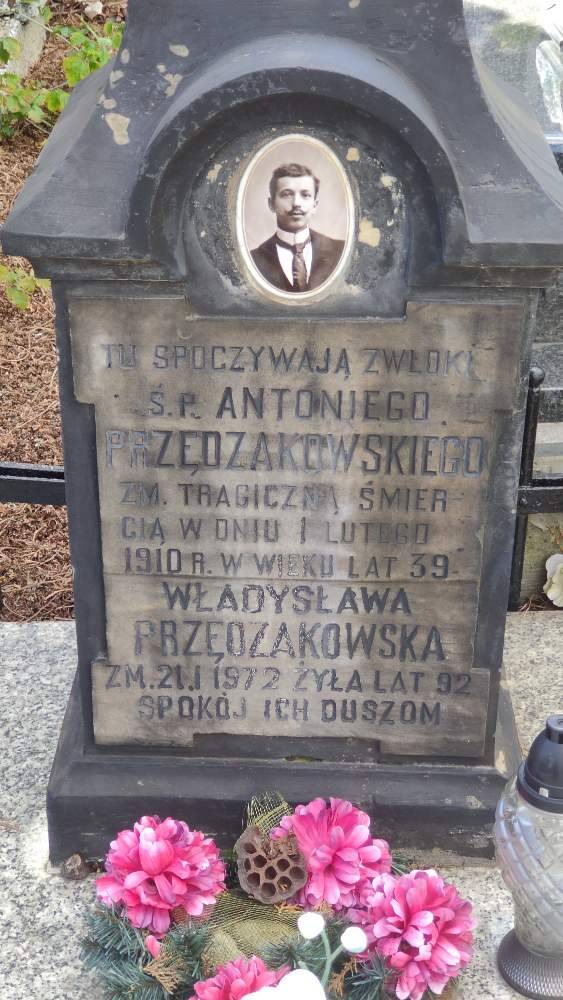 TU SPOCZYWAJĄ ZWŁOKI
Ś.P. ANTONIEGO
PRZĘDZAKOWSKIEGO
ZM. TRAGICZNĄ ŚMIER-
CIĄ W DNIU 1 LUTEGO
1910 R. W WIEKU LAT 39.
WŁADYSŁAWA
PRZĘDZAKOWSKA
ZM. 21.I 1972 ŻYŁA LAT 92
SPOKÓJ ICH DUSZOM